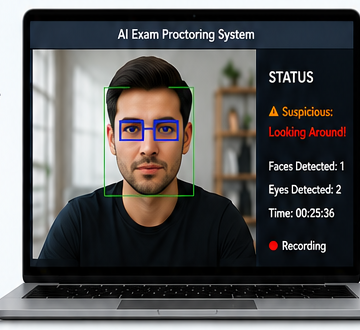 AI Exam Proctoring System
STATUS
⚠ Suspicious:
Looking Around!
Faces Detected: 1
Eyes Detected: 2
Time: 00:25:36
Recording